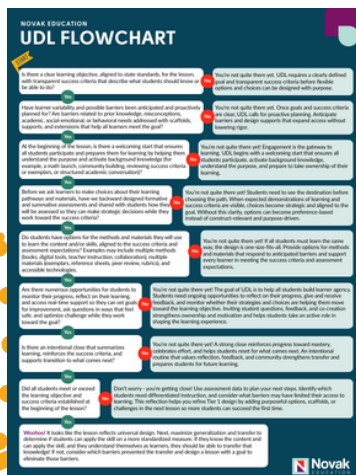 NOVAK EDUCATION
UDL FLOWCHART
START
Is there a clear learning objective, aligned to state standards, for the lesson,
with transparent success criteria that describe what students should know or
be able to do?
No
You're not quite there yet. UDL requires a clearly defined
goal and transparent success criteria before flexible
options and choices can be designed with purpose.
Yes
Have learner variability and possible barriers been anticipated and proactively
planned for? Are barriers related to prior knowledge, misconceptions,
academic, social-emotional, or behavioral needs addressed with scaffolds,
supports, and extensions that help all learners meet the goal?
No
You're not quite there yet. Once goals and success criteria
are clear, UDL calls for proactive planning. Anticipate
barriers and design supports that expand access without
lowering rigor.
Yes
At the beginning of the lesson, is there a welcoming start that ensures
all students participate and prepares them for learning by helping them
understand the purpose and activate background knowledge (for
example, a math launch, community building, reviewing success criteria
or exemplars, or structured academic conversation)?
No
You're not quite there yet! Engagement is the gateway to
learning. UDL begins with a welcoming start that ensures all
students participate, activate background knowledge,
understand the purpose, and prepare to take ownership of their
learning.
Yes
Before we ask learners to make choices about their learning
pathways and materials, have we backward designed formative
and summative assessments and shared with students how they
will be assessed so they can make strategic decisions while they
work toward the success criteria?
No
You're not quite there yet! Students need to see the destination before
choosing the path. When expected demonstrations of learning and
success criteria are visible, choices become strategic and aligned to the
goal. Without this clarity, options can become preference-based
instead of construct relevant and purpose driven.
Yes
Do students have options for the methods and materials they will use
to learn the content and/or skills, aligned to the success criteria and
assessment expectations? Examples may include multiple methods
(books, digital tools, teacher instruction, collaboration), multiple
materials (exemplars, reference sheets, peer review, rubrics), and
accessible technologies.
No
You're not quite there yet! If all students must learn the same
way, the design is one-size-fits-all. Provide options for methods
and materials that respond to anticipated barriers and support
every learner in meeting the success criteria and assessment
expectations.
Yes
Are there numerous opportunities for students to
monitor their progress, reflect on their learning,
and access real-time support so they can set goals
for improvement, ask questions in ways that feel
safe, and optimize challenge while they work
toward the goal?
No
You're not quite there yet! The goal of UDL is to help all students build learner agency.
Students need ongoing opportunities to reflect on their progress, give and receive
feedback, and monitor whether their strategies and choices are helping them move
toward the learning objective. Inviting student questions, feedback, and co-creation
strengthens ownership and motivation and helps students take an active role in
shaping the learning experience.
Yes
Is there an intentional close that summarizes
learning, reinforces the success criteria, and
supports transition to what comes next?
No
You're not quite there yet! A strong close reinforces progress toward mastery,
celebrates effort, and helps students reset for what comes next. An intentional
routine that values reflection, feedback, and community strengthens transfer and
prepares students for future learning.
Yes
Did all students meet or exceed
the learning objective and
success criteria established at
the beginning of the lesson?
No
Don't worry - you're getting close! Use assessment data to plan your next steps. Identify which
students need differentiated instruction, and consider what barriers may have limited their access to
learning. This reflection helps you refine Tier 1 design by adding purposeful options, scaffolds, or
challenges in the next lesson so more students can succeed the first time.
Yes
Woohoo! It looks like the lesson reflects universal design. Next, maximize generalization and transfer to
determine if students can apply the skill on a more standardized measure. If they know the content and
can apply the skill, and they understand themselves as learners, they should be able to transfer that
knowledge! If not, consider which barriers prevented the transfer and design a lesson with a goal to
eliminate those barriers.
Novak
EDUCATION